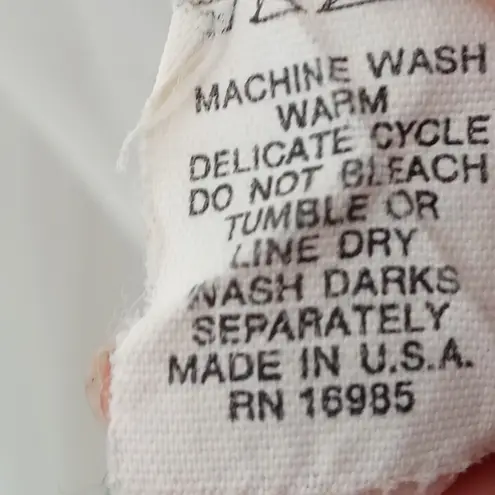 MACHINE WASH
WARM
DELICATE CYCLE
DO NOT BLEACH
TUMBLE OR
LINE DRY
WASH DARKS
SEPARATELY
MADE IN U.S.A.
RN 16985